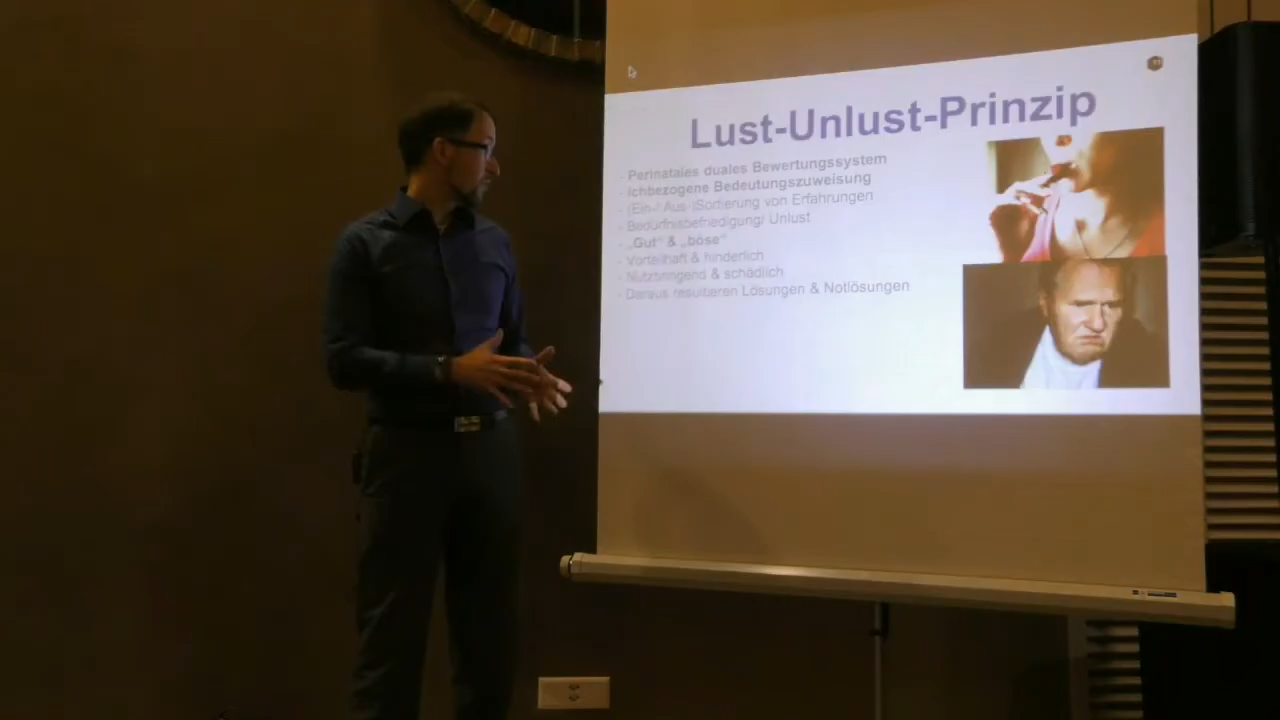 Lust-Unlust-Prinzip
- Perinatales duales Bewertungssystem
- Ichbezogene Bedeutungszuweisung
- (Ein-/ Aus-)Sortierung von Erfahrungen
- Bedürfnisbefriedigung/ Unlust
- „Gut“ & „böse“
- Vorteilhaft & hinderlich
- Nutzbringend & schädlich
- Daraus resultieren Lösungen & Notlösungen